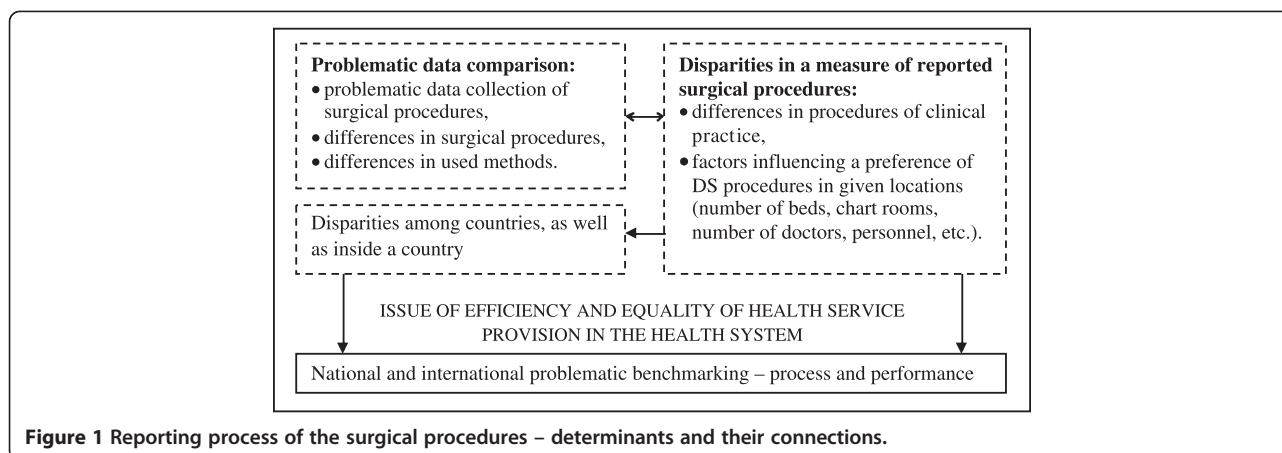 Problematic data comparison:
• problematic data collection of
surgical procedures,
• differences in surgical procedures,
• differences in used methods.
Disparities among countries, as well
as inside a country
Disparities in a measure of reported
surgical procedures:
• differences in procedures of clinical
practice,
• factors influencing a preference of
DS procedures in given locations
(number of beds, chart rooms,
number of doctors, personnel, etc.).
ISSUE OF EFFICIENCY AND EQUALITY OF HEALTH SERVICE
PROVISION IN THE HEALTH SYSTEM
National and international problematic benchmarking – process and performance
Figure 1 Reporting process of the surgical procedures – determinants and their connections.